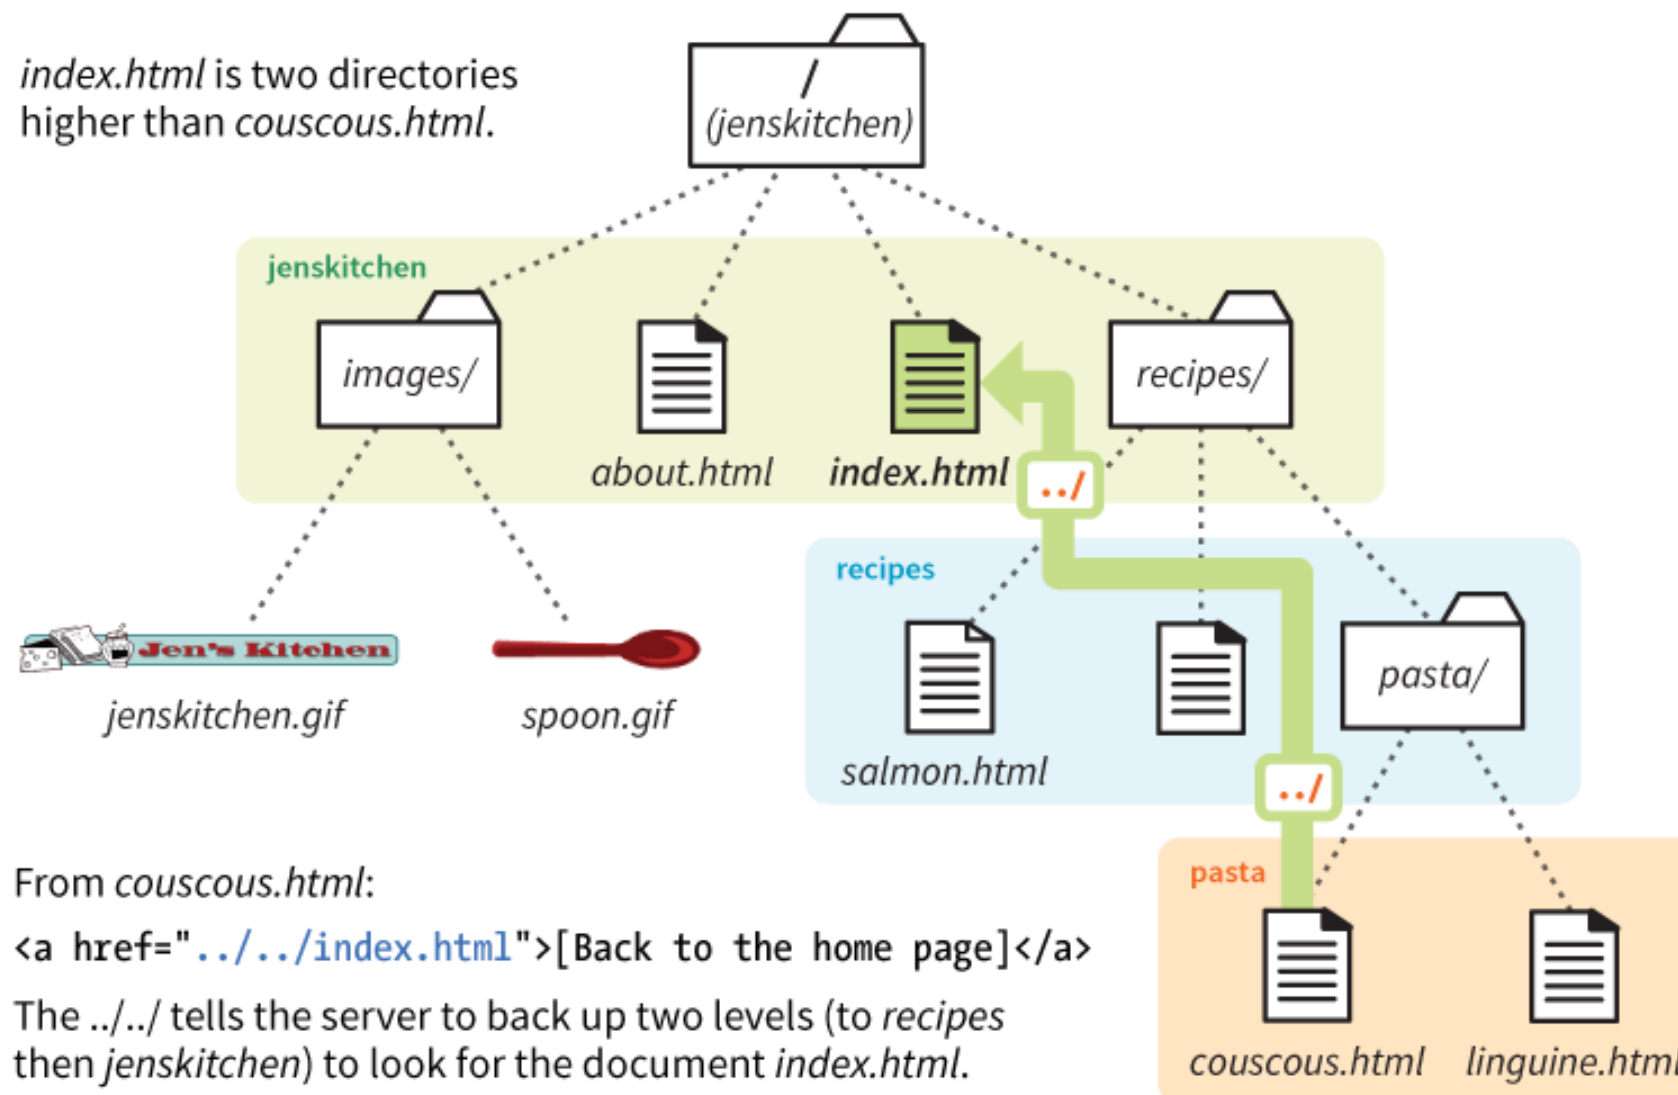 index.html is two directories
higher than couscous.html.
/
(jenskitchen)
jenskitchen
images/
recipes/
about.html
index.html
../
recipes
Jen's Kitchen
pasta/
jenskitchen.gif
spoon.gif
salmon.html
../
pasta
From couscous.html:
<a href="../../index.html">[Back to the home page]</a>
The ../../ tells the server to back up two levels (to recipes
then jenskitchen) to look for the document index.html.
couscous.html
linguine.html